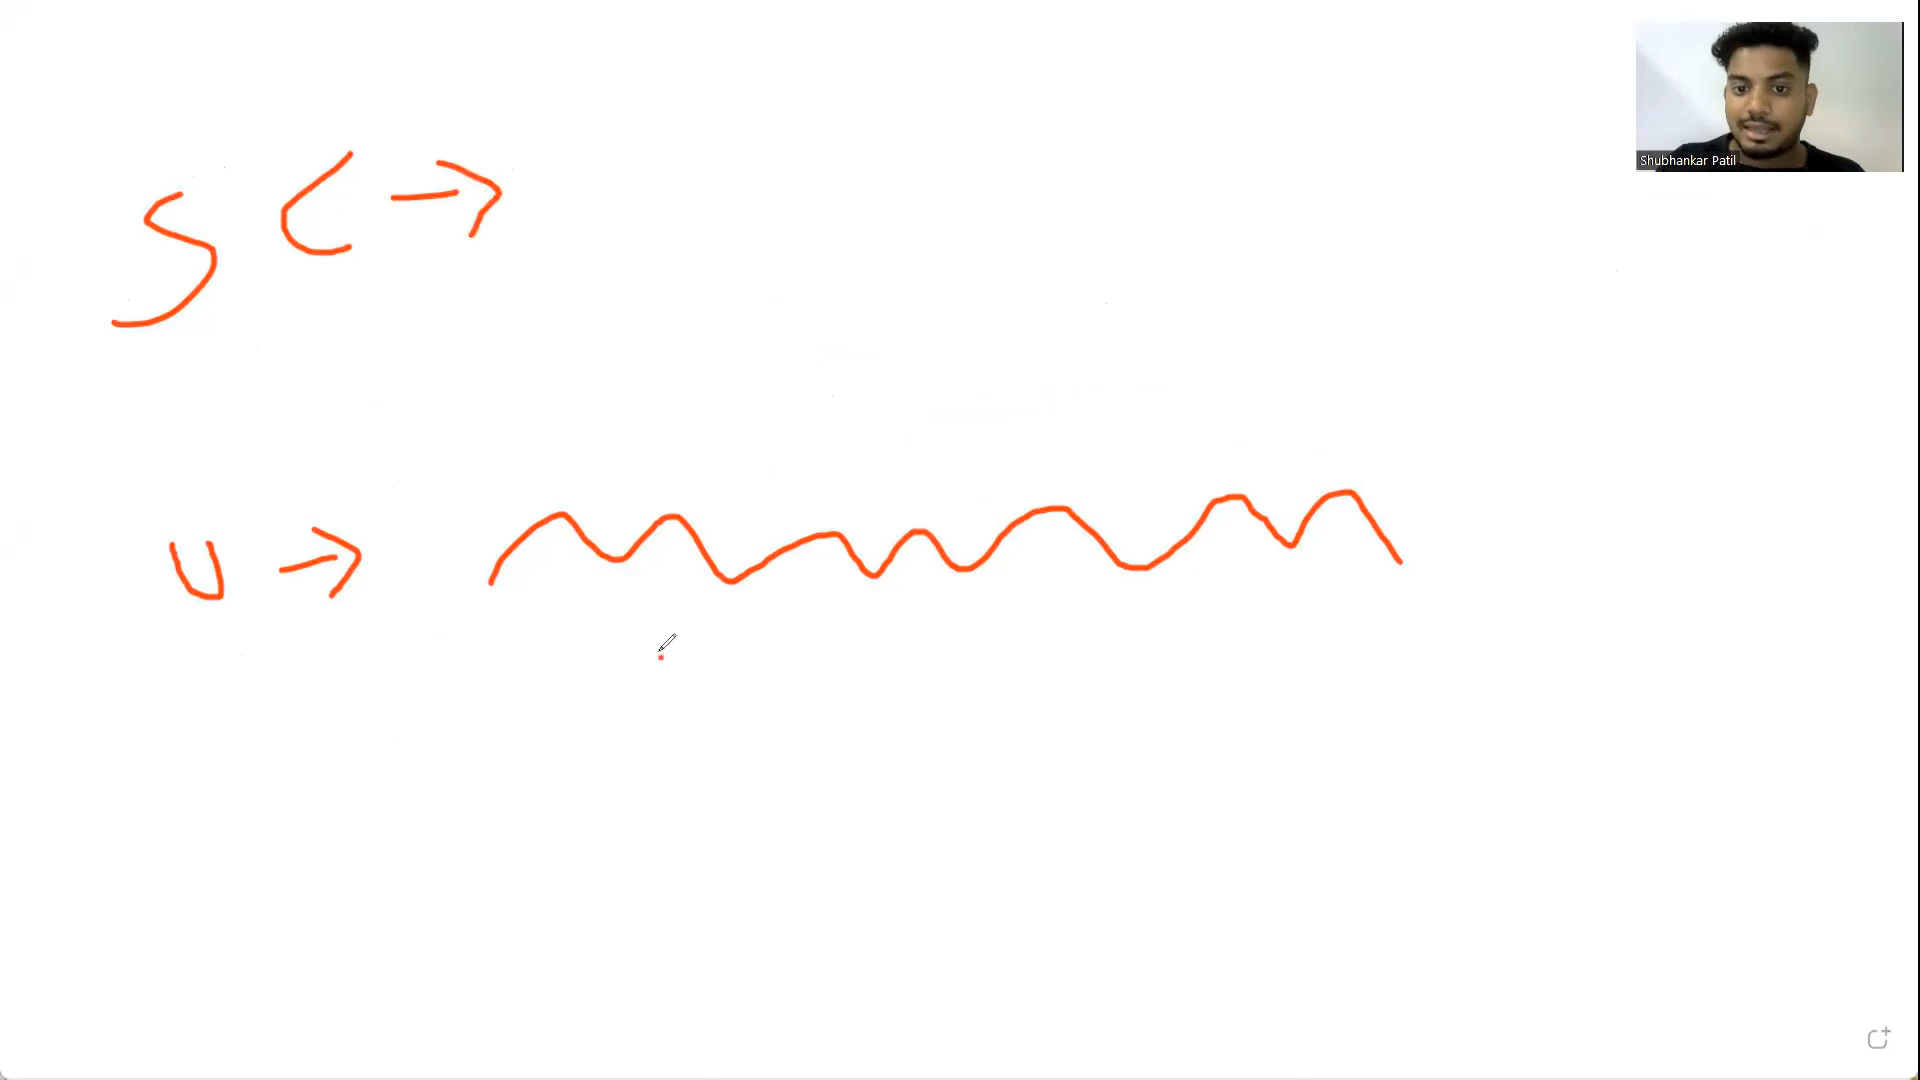 Shubhankar Patil
S C →
U →